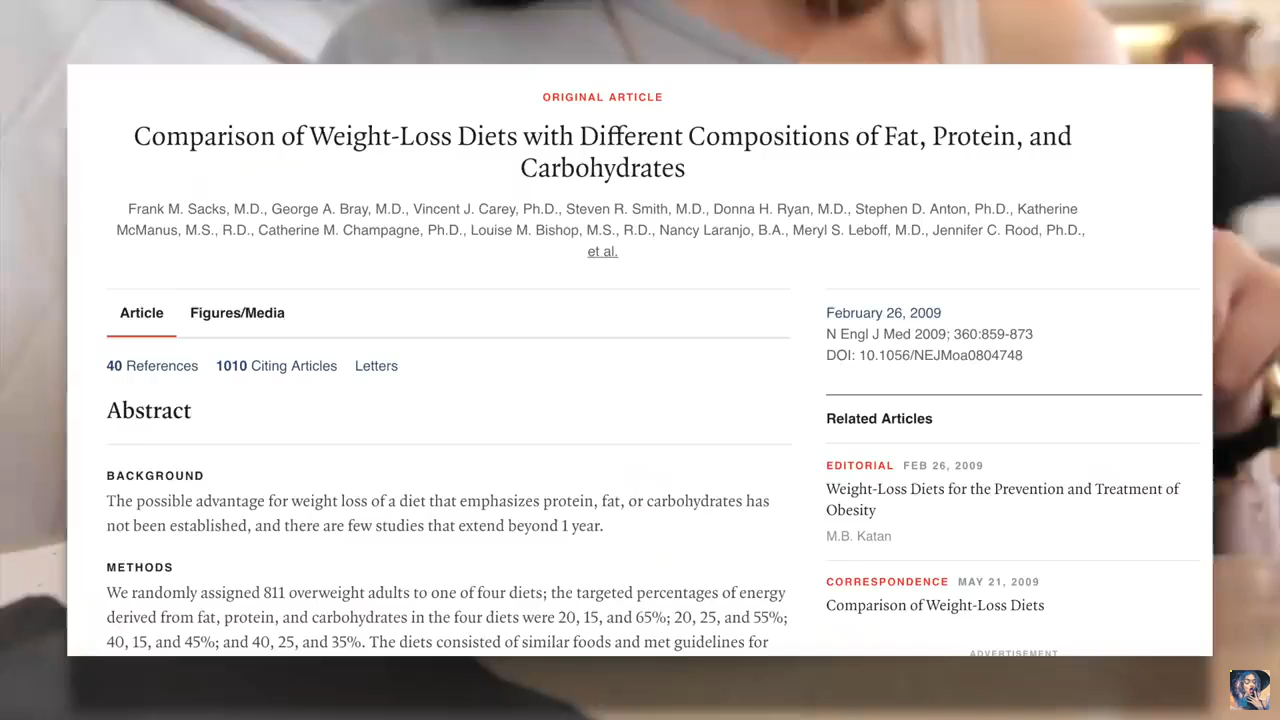 ORIGINAL ARTICLE
Comparison of Weight-Loss Diets with Different Compositions of Fat, Protein, and
Carbohydrates
Frank M. Sacks, M.D., George A. Bray, M.D., Vincent J. Carey, Ph.D., Steven R. Smith, M.D., Donna H. Ryan, M.D., Stephen D. Anton, Ph.D., Katherine
McManus, M.S., R.D., Catherine M. Champagne, Ph.D., Louise M. Bishop, M.S., R.D., Nancy Laranjo, B.A., Meryl S. Leboff, M.D., Jennifer C. Rood, Ph.D.,
et al.
Article Figures/Media
40 References 1010 Citing Articles Letters
Abstract
BACKGROUND
The possible advantage for weight loss of a diet that emphasizes protein, fat, or carbohydrates has
not been established, and there are few studies that extend beyond 1 year.
METHODS
We randomly assigned 811 overweight adults to one of four diets; the targeted percentages of energy
derived from fat, protein, and carbohydrates in the four diets were 20, 15, and 65%; 20, 25, and 55%;
40, 15, and 45%; and 40, 25, and 35%. The diets consisted of similar foods and met guidelines for
February 26, 2009
N Engl J Med 2009; 360:859-873
DOI: 10.1056/NEJMoa0804748
Related Articles
EDITORIAL FEB 26, 2009
Weight-Loss Diets for the Prevention and Treatment of
Obesity
M.B. Katan
CORRESPONDENCE MAY 21, 2009
Comparison of Weight-Loss Diets
ADVERTISEMENT